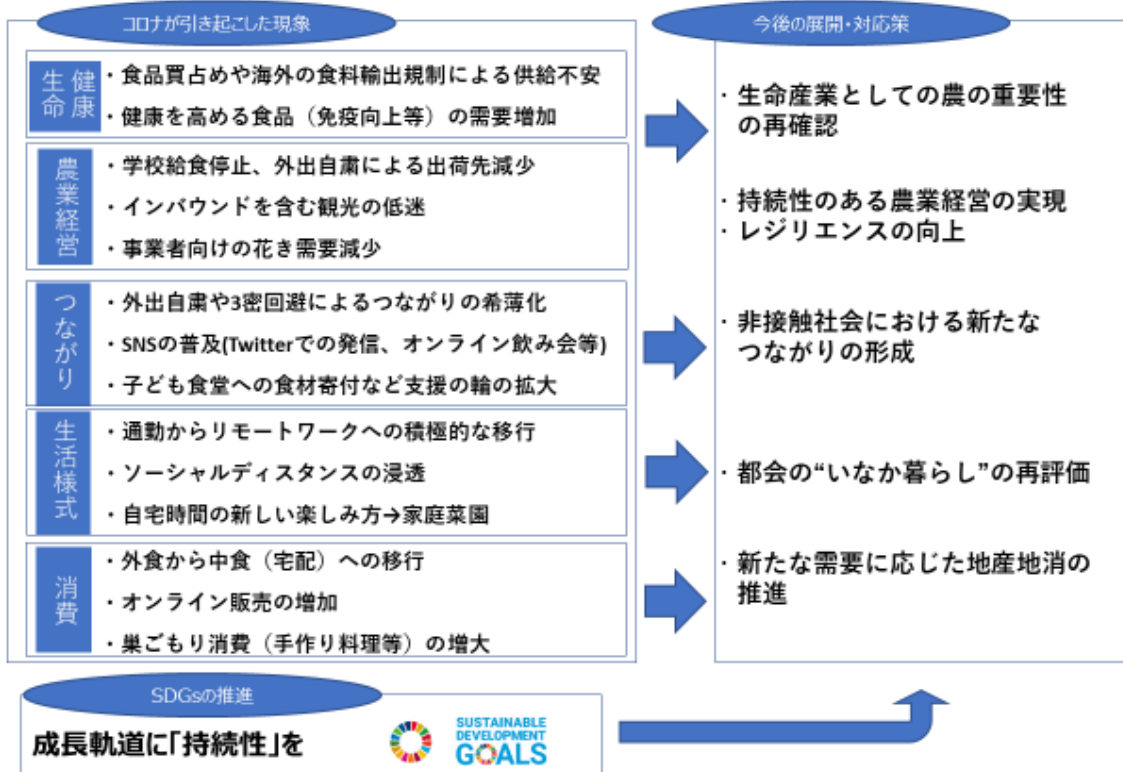 コロナが引き起こした現象
健康
生命
・食品買占めや海外の食料輸出規制による供給不安
・健康を高める食品（免疫向上等）の需要増加
農業経営
・学校給食停止、外出自粛による出荷先減少
・インバウンドを含む観光の低迷
・事業者向けの花き需要減少
つながり
・外出自粛や3密回避によるつながりの希薄化
・SNSの普及(Twitterでの発信、オンライン飲み会等)
・子ども食堂への食材寄付など支援の輪の拡大
生活様式
・通勤からリモートワークへの積極的な移行
・ソーシャルディスタンスの浸透
・自宅時間の新しい楽しみ方→家庭菜園
消費
・外食から中食（宅配）への移行
・オンライン販売の増加
・巣ごもり消費（手作り料理等）の増大
今後の展開・対応策
・生命産業としての農の重要性
の再確認
・持続性のある農業経営の実現
・レジリエンスの向上
・非接触社会における新たな
つながりの形成
・都会の“いなか暮らし”の再評価
・新たな需要に応じた地産地消の
推進
SDGsの推進
成長軌道に「持続性」を
SUSTAINABLE
DEVELOPMENT
GOALS